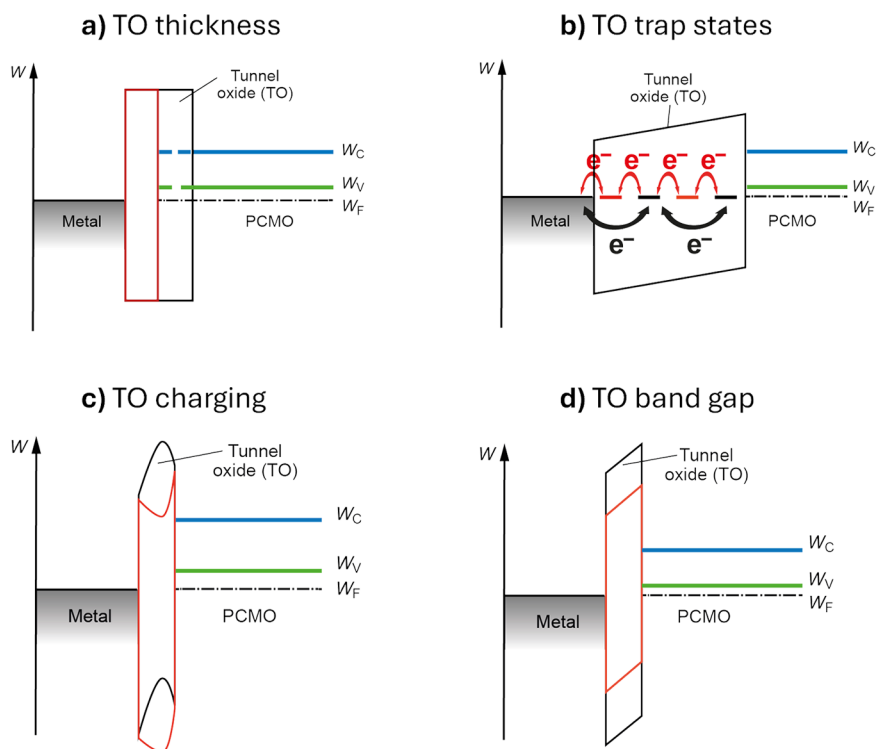 a) TO thickness
W
Tunnel
oxide (TO)
W_C
W_V
W_F
Metal
PCMO
b) TO trap states
W
Tunnel
oxide (TO)
e⁻ e⁻ e⁻ e⁻
W_C
W_V
W_F
Metal
PCMO
e⁻ e⁻
c) TO charging
W
Tunnel
oxide (TO)
W_C
W_V
W_F
Metal
PCMO
d) TO band gap
W
Tunnel
oxide (TO)
W_C
W_V
W_F
Metal
PCMO